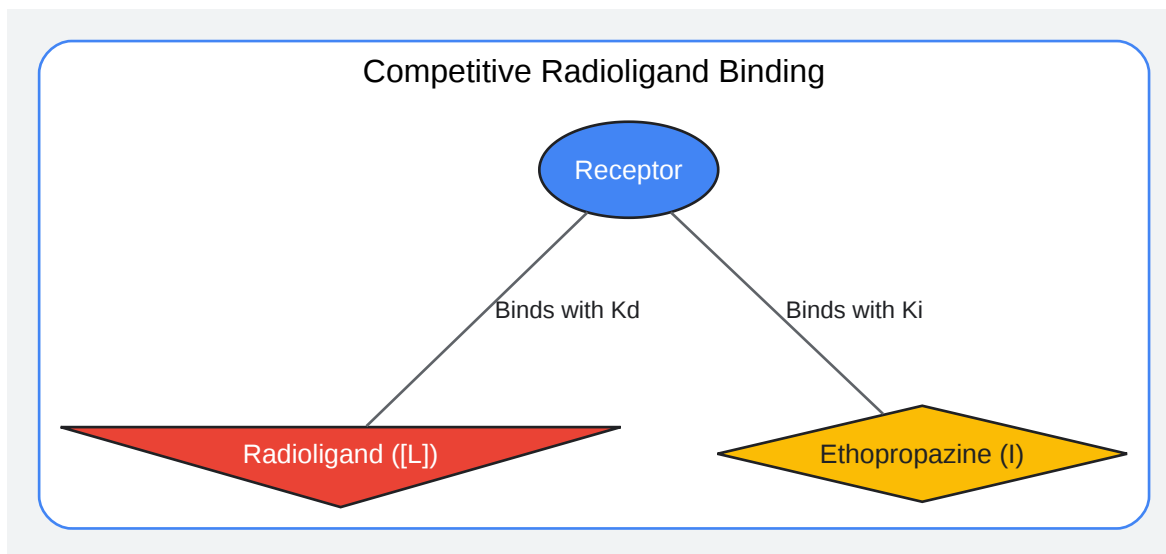 Competitive Radioligand Binding
Receptor
Binds with Kd
Binds with Ki
Radioligand ([L])
Ethopropazine (I)